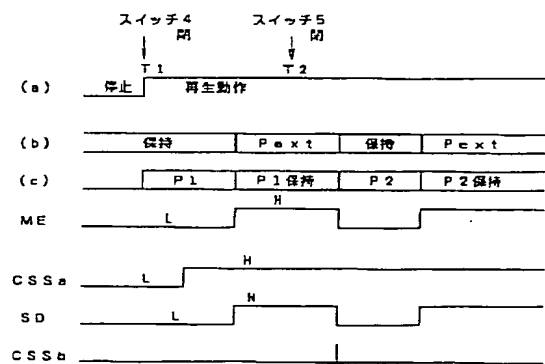 スイッチ4 スイッチ5
閉 閉
T1 T2
(a) 停止 再生動作
(b) 保持 Pext 保持 Pext
(c) P1 P1保持 P2 P2保持
ME L H
CSSa L H
SD L H
CSSb